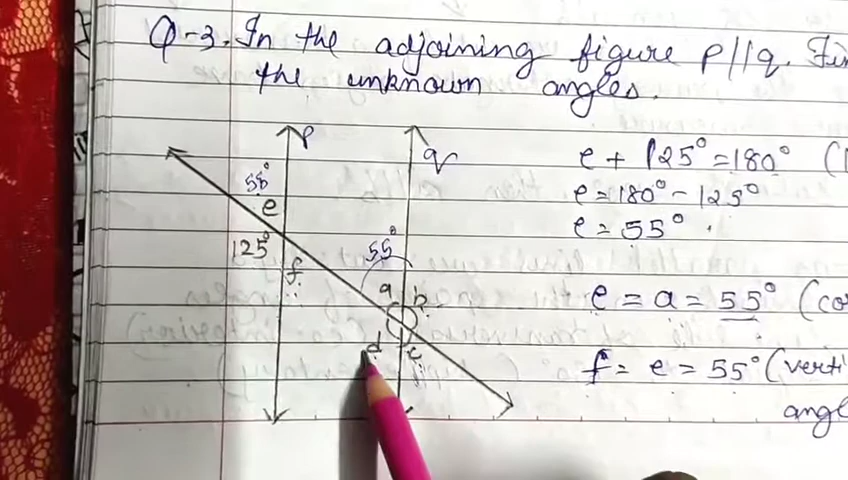 Q-3. In the adjoining figure p//q. Fin
the unknown angles.
p
q
58°
e
125°
f
55°
a b
d c
e + 125° = 180° (
e = 180° - 125°
e = 55°.
e = a = 55° (co
f = e = 55° (verti
angl